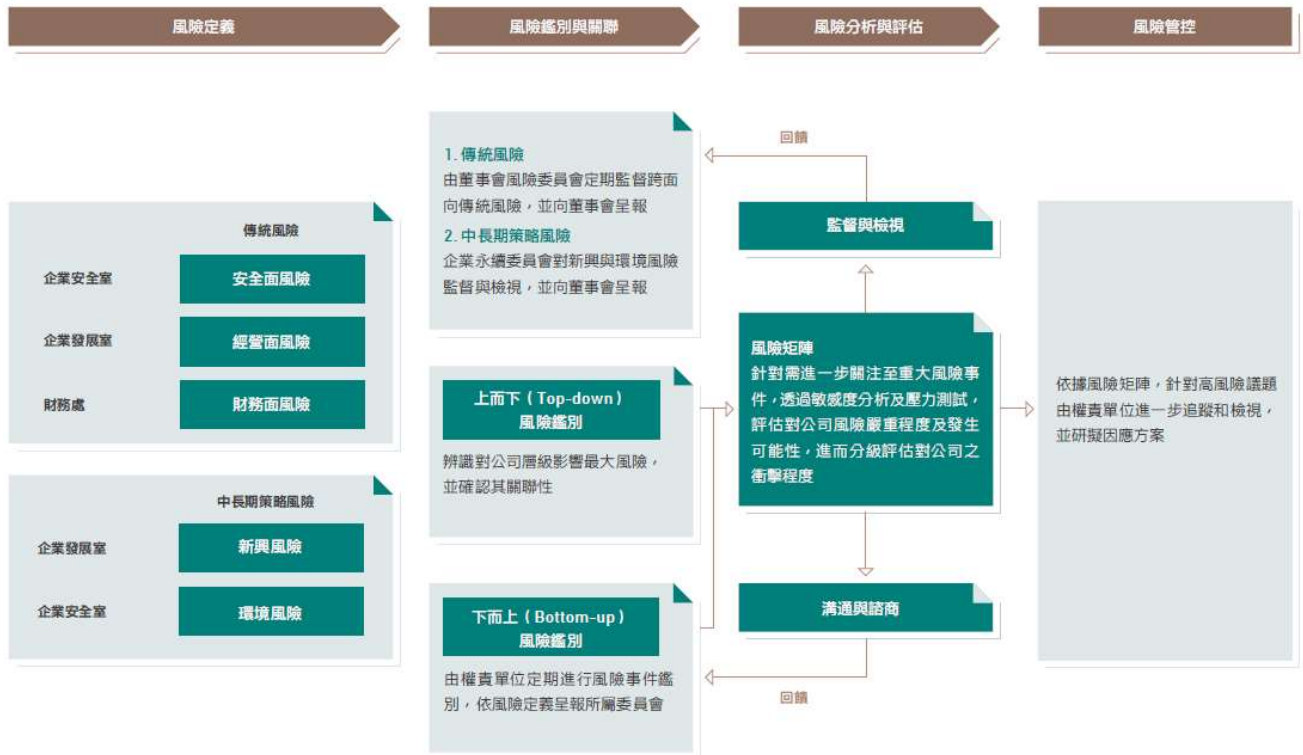 風險定義
風險鑑別與關聯
風險分析與評估
風險管控
傳統風險
企業安全室
安全面風險
企業發展室
經營面風險
財務處
財務面風險
中長期策略風險
企業發展室
新興風險
企業安全室
環境風險
1. 傳統風險
由董事會風險委員會定期監督跨面
向傳統風險，並向董事會呈報
2. 中長期策略風險
企業永續委員會對新興與環境風險
監督與檢視，並向董事會呈報
上而下（Top-down）
風險鑑別
辨識對公司層級影響最大風險，
並確認其關聯性
下而上（Bottom-up）
風險鑑別
由權責單位定期進行風險事件鑑
別，依風險定義呈報所屬委員會
回饋
監督與檢視
風險矩陣
針對需進一步關注至重大風險事
件，透過敏感度分析及壓力測試，
評估對公司風險嚴重程度及發生
可能性，進而分級評估對公司之
衝擊程度
溝通與諮商
回饋
依據風險矩陣，針對高風險議題
由權責單位進一步追蹤和檢視，
並研擬因應方案